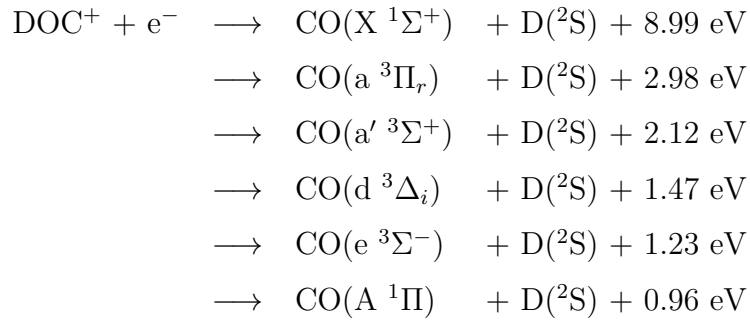 DOC⁺ + e⁻ ⟶ CO(X ¹Σ⁺) + D(²S) + 8.99 eV
⟶ CO(a ³Πᵣ) + D(²S) + 2.98 eV
⟶ CO(a′ ³Σ⁺) + D(²S) + 2.12 eV
⟶ CO(d ³Δᵢ) + D(²S) + 1.47 eV
⟶ CO(e ³Σ⁻) + D(²S) + 1.23 eV
⟶ CO(A ¹Π) + D(²S) + 0.96 eV